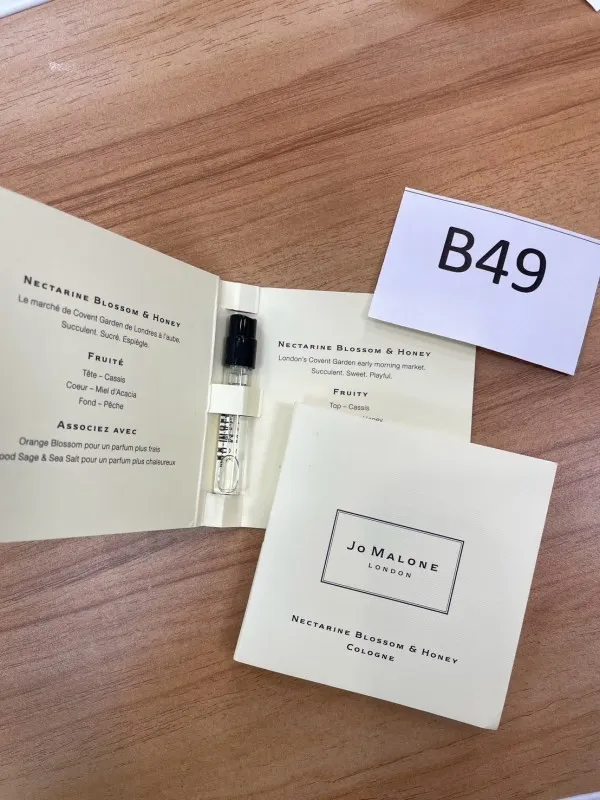 NECTARINE BLOSSOM & HONEY
Le marché de Covent Garden de Londres à l'aube.
Succulent. Sucré. Espiègle.
FRUITÉ
Tête – Cassis
Coeur – Miel d'Acacia
Fond – Pêche
ASSOCIEZ AVEC
Orange Blossom pour un parfum plus frais
Sage & Sea Salt pour un parfum plus chaleureux
NECTARINE BLOSSOM & HONEY
London's Covent Garden early morning market.
Succulent. Sweet. Playful.
FRUITY
Top – Cassis
B49
JO MALONE
LONDON
NECTARINE BLOSSOM & HONEY
COLOGNE